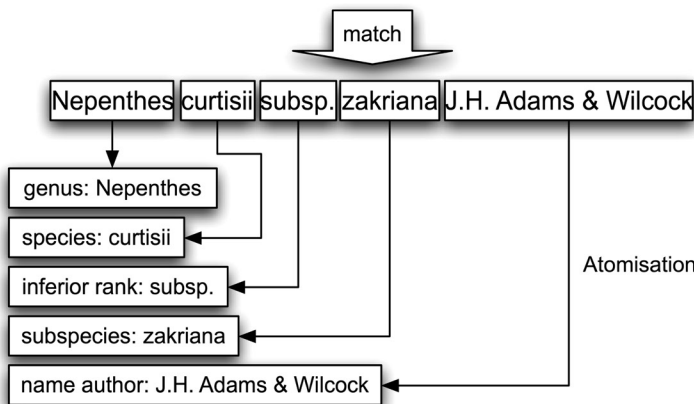 match
Nepenthes curtisii subsp. zakriana J.H. Adams & Wilcock
genus: Nepenthes
species: curtisii
Atomisation
inferior rank: subsp.
subspecies: zakriana
name author: J.H. Adams & Wilcock